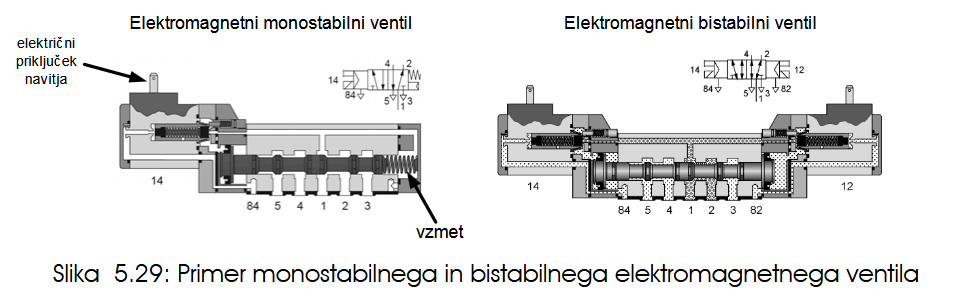 Elektromagnetni monostabilni ventil
Elektromagnetni bistabilni ventil
električni
priključek
navitja
4 2
14
84 5 3
1
4 2
14 12
84 5 3 82
1
14
84 5 4 1 2 3
vzmet
14 12
84 5 4 1 2 3 82
Slika 5.29: Primer monostabilnega in bistabilnega elektromagnetnega ventila